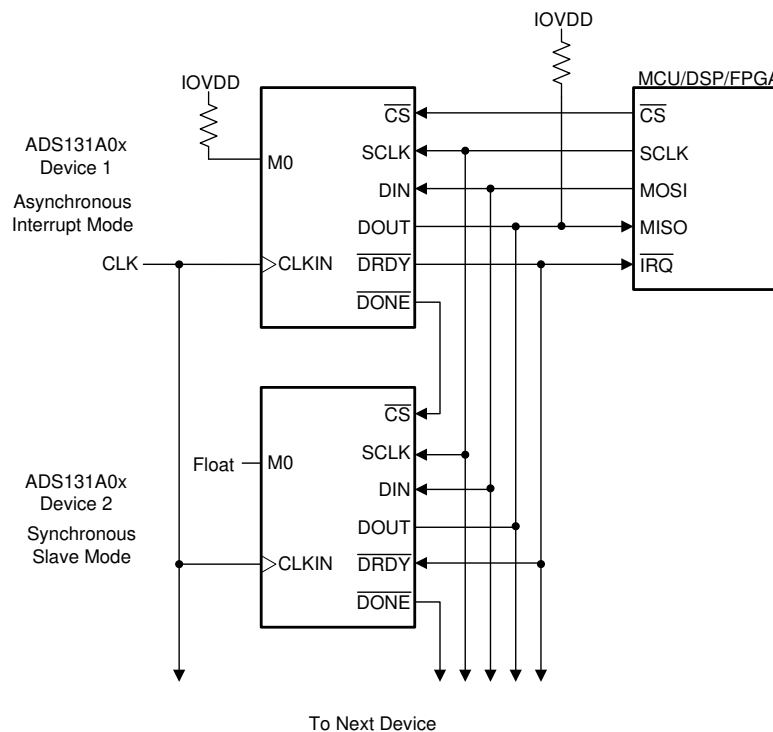 IOVDD
IOVDD
MCU/DSP/FPGA
ADS131A0x
Device 1
Asynchronous
Interrupt Mode
CLK
M0
CLKIN
CS
SCLK
DIN
DOUT
DRDY
DONE
CS
SCLK
MOSI
MISO
IRQ
ADS131A0x
Device 2
Synchronous
Slave Mode
Float
M0
CLKIN
CS
SCLK
DIN
DOUT
DRDY
DONE
To Next Device